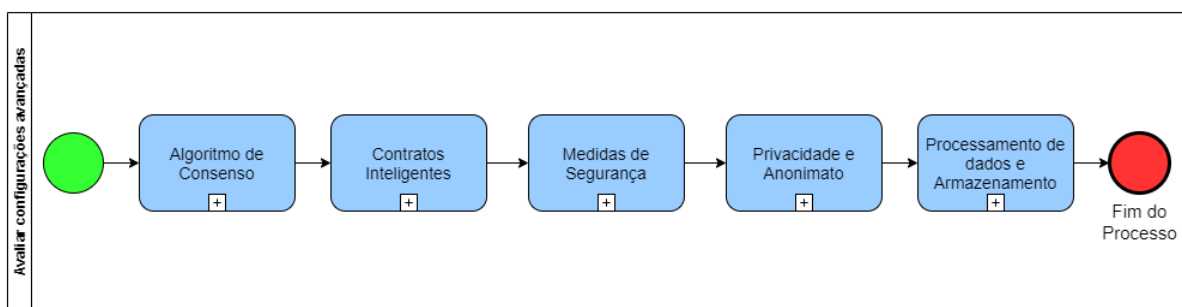 Avaliar configurações avançadas
Algoritmo de
Consenso
Contratos
Inteligentes
Medidas de
Segurança
Privacidade e
Anonimato
Processamento de
dados e
Armazenamento
Fim do
Processo